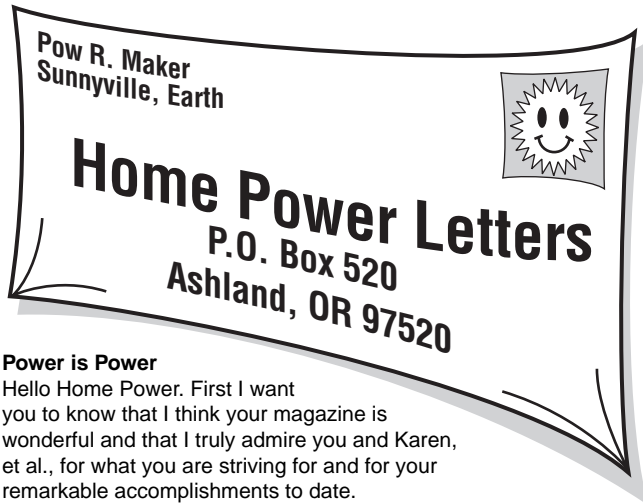 Pow R. Maker
Sunnyville, Earth
Home Power Letters
P.O. Box 520
Ashland, OR 97520
Power is Power
Hello Home Power. First I want
you to know that I think your magazine is
wonderful and that I truly admire you and Karen,
et al., for what you are striving for and for your
remarkable accomplishments to date.